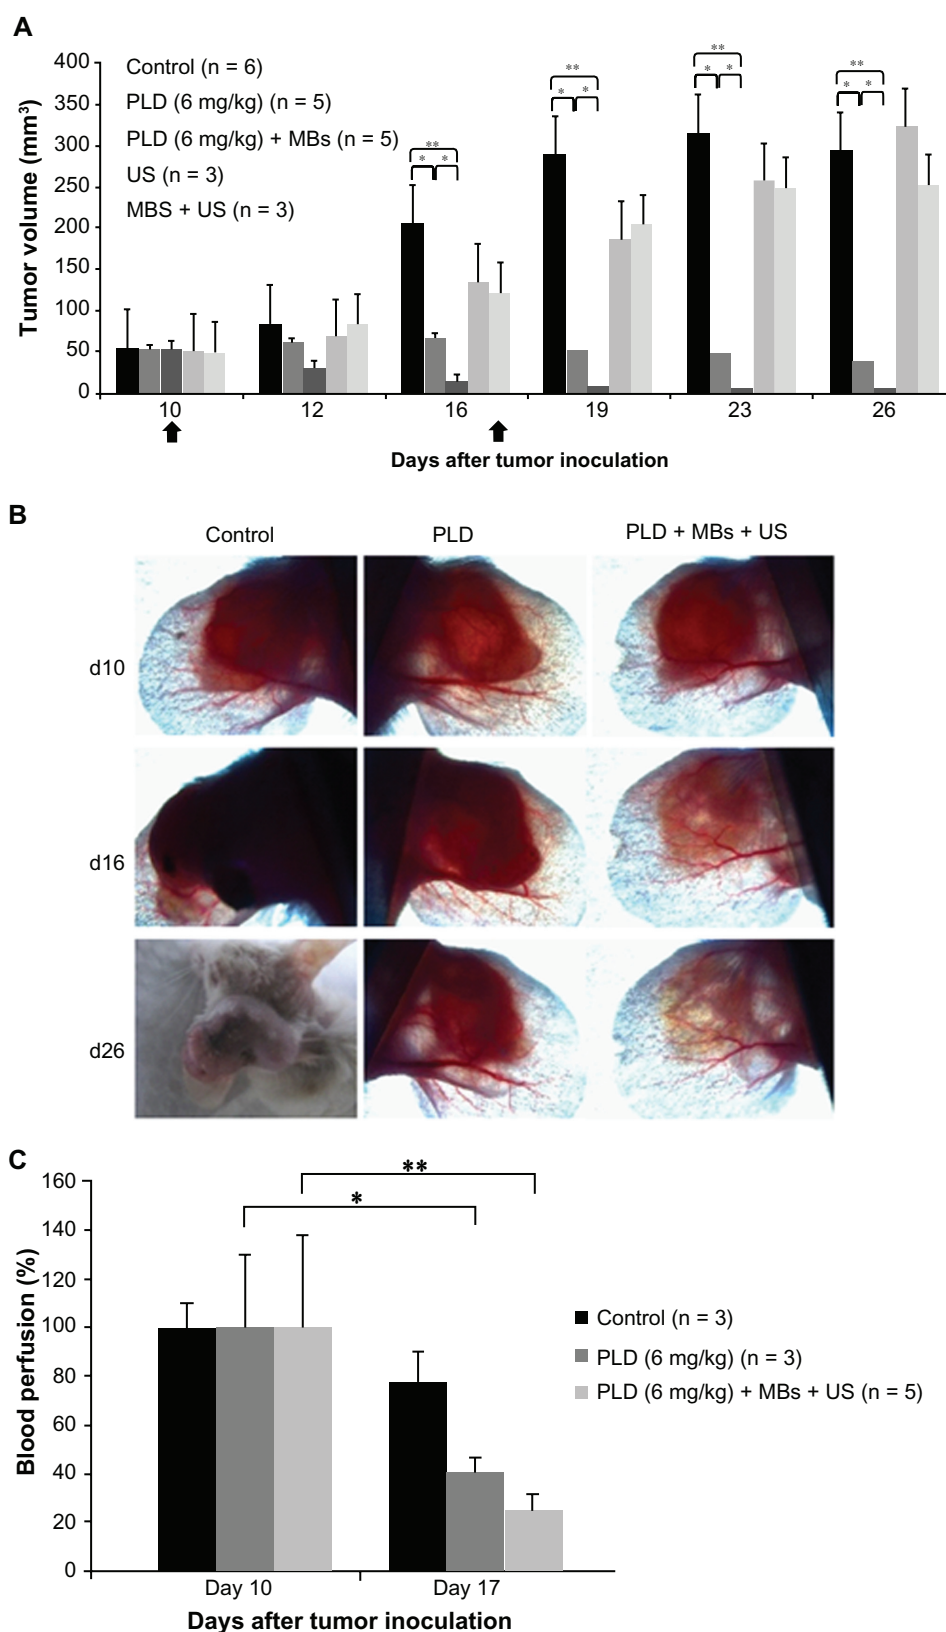 A
** ** ** **
400
Control (n = 6)
* * * * * * * *
350
PLD (6 mg/kg) (n = 5)
300
PLD (6 mg/kg) + MBs (n = 5)
250
US (n = 3)
200
MBS + US (n = 3)
150
100
50
0
Tumor volume (mm³)
10 12 16 19 23 26
Days after tumor inoculation
B
Control PLD PLD + MBs + US
d10
d16
d26
C
160
**
140
*
120
100
80
60
40
20
0
Blood perfusion (%)
Control (n = 3)
PLD (6 mg/kg) (n = 3)
PLD (6 mg/kg) + MBs + US (n = 5)
Day 10 Day 17
Days after tumor inoculation